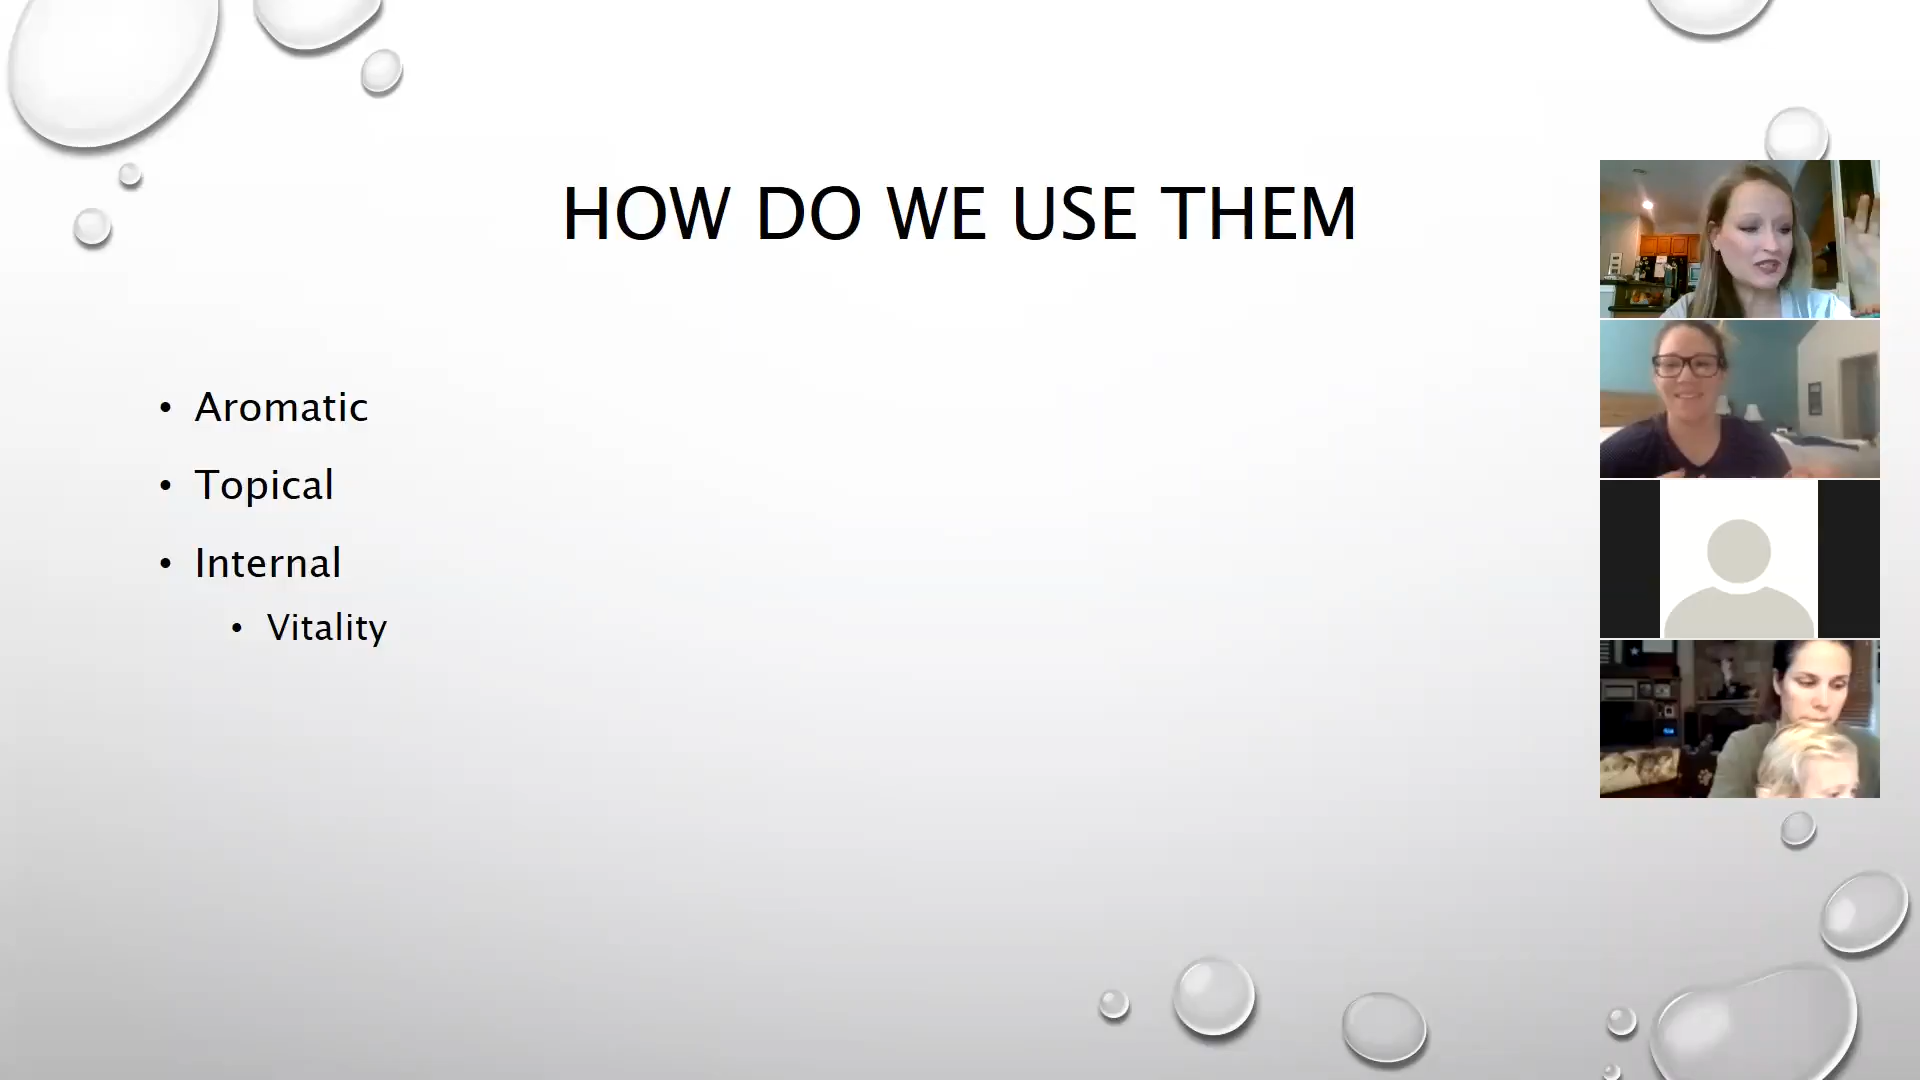 HOW DO WE USE THEM
• Aromatic
• Topical
• Internal
• Vitality